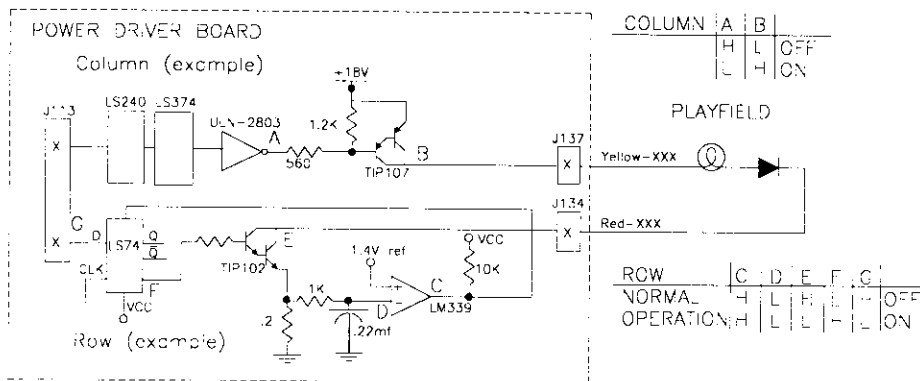 POWER DRIVER BOARD
Column (example)
COLUMN A B
H L OFF
L H ON
PLAYFIELD
J113
LS240
LS374
ULN-2803
A
+18V
1.2K
560
B
TIP107
J137
Yellow-XXX
X
X
J134
Red-XXX
X
X
G
D
LS74
Q
Q
CLK
F
VCC
TIP102
E
1.4V ref
VCC
10K
1K
+
-
C
D
LM339
.2
.22mf
Row (example)
ROW C D E F G
NORMAL H L H L H OFF
OPERATION H L L H L ON